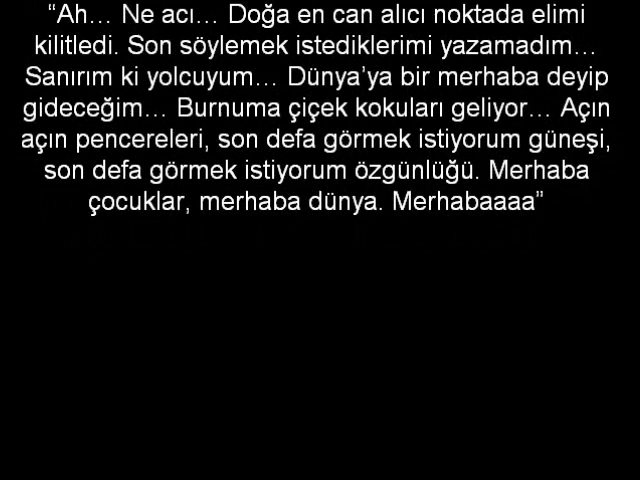 “Ah… Ne acı… Doğa en can alıcı noktada elimi
kilitledi. Son söylemek istediklerimi yazamadım…
Sanırım ki yolcuyum… Dünya’ya bir merhaba deyip
gideceğim… Burnuma çiçek kokuları geliyor… Açın
açın pencereleri, son defa görmek istiyorum güneşi,
son defa görmek istiyorum özgünlüğü. Merhaba
çocuklar, merhaba dünya. Merhabaaaa”